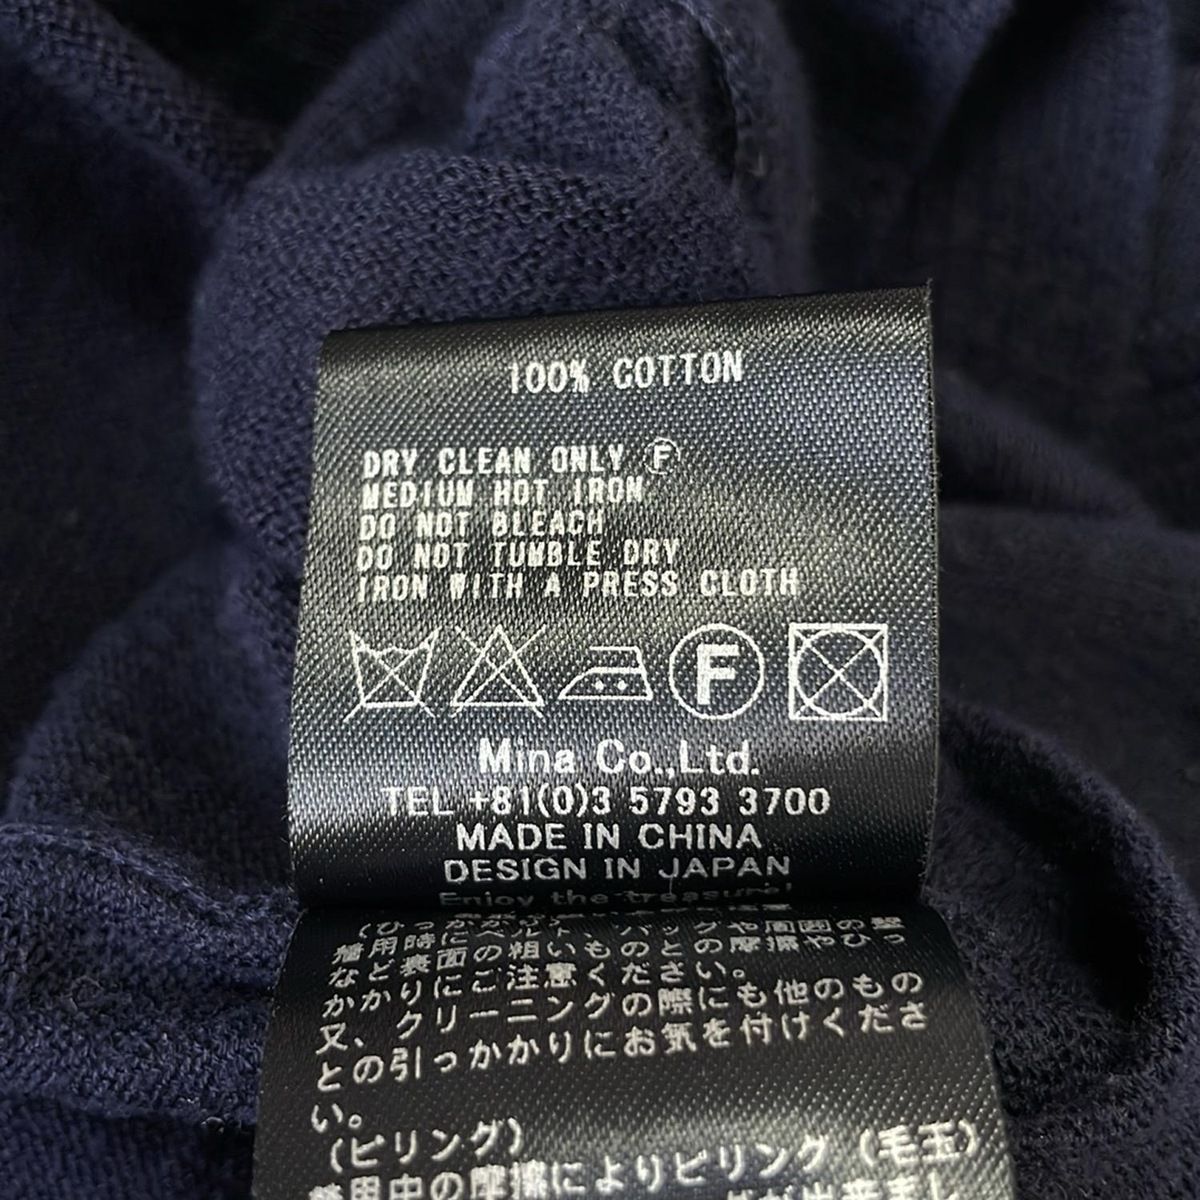 100% COTTON
DRY CLEAN ONLY Ⓕ
MEDIUM HOT IRON
DO NOT BLEACH
DO NOT TUMBLE DRY
IRON WITH A PRESS CLOTH
F
Mina Co.,Ltd.
TEL +81(0)3 5793 3700
MADE IN CHINA
DESIGN IN JAPAN
Enjoy the treasure!
着用時にベルト、バッグや周囲の壁
など表面の粗いものとの摩擦やひっ
かかりにご注意ください。
又、クリーニングの際にも他のもの
との引っかかりにお気を付けくださ
い。
(ピリング)
着用中の摩擦によりピリング(毛玉)